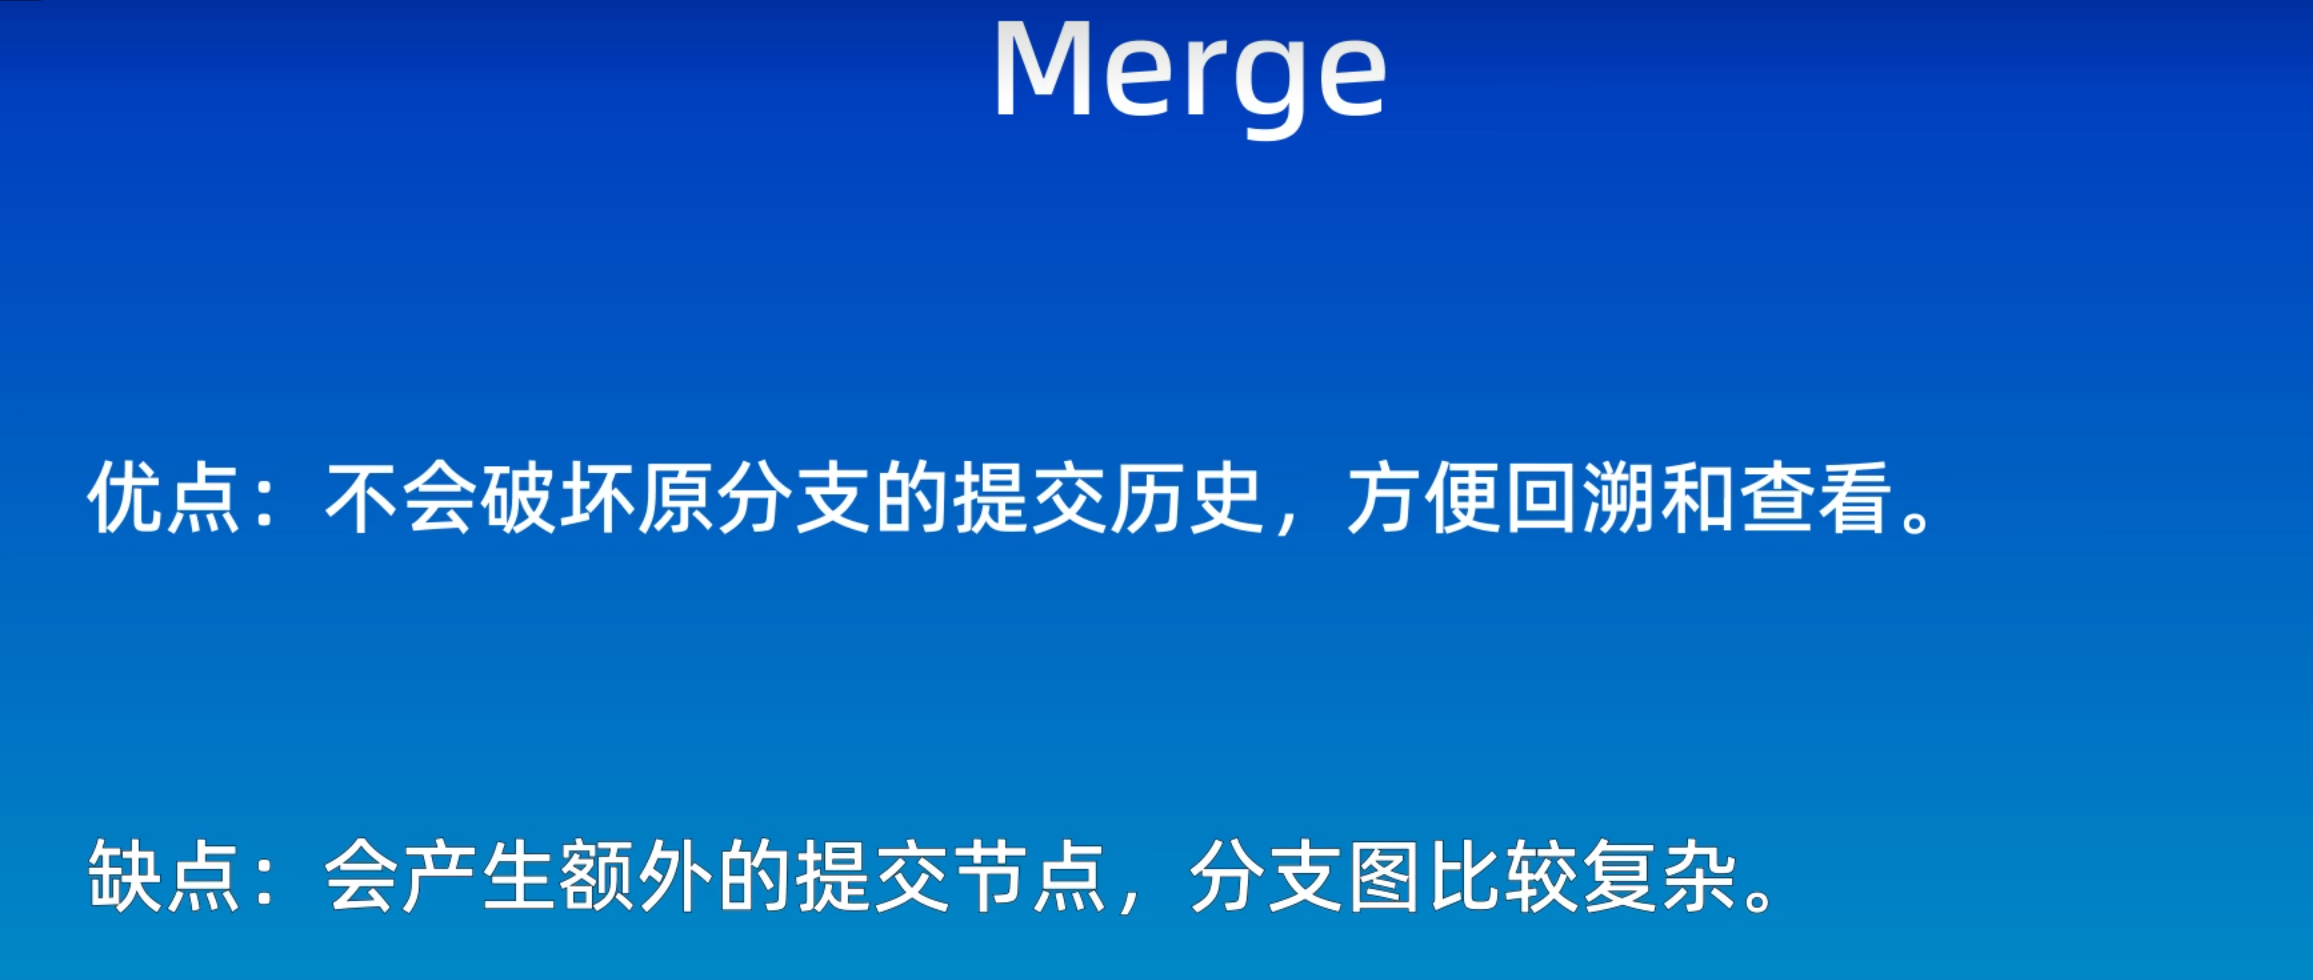 Merge
优点：不会破坏原分支的提交历史，方便回溯和查看。
缺点：会产生额外的提交节点，分支图比较复杂。